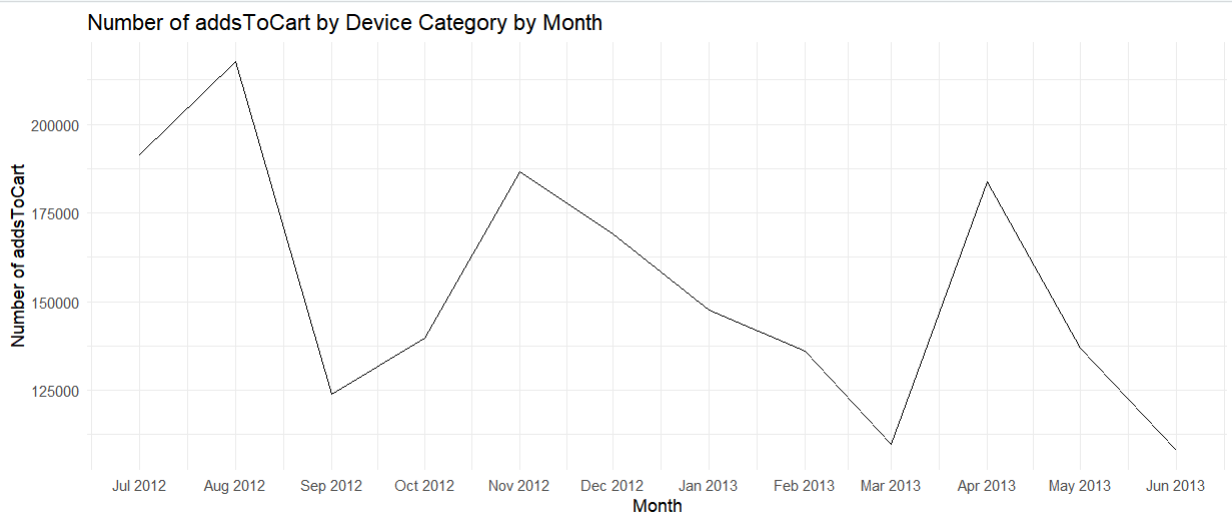 Number of addsToCart by Device Category by Month
Number of addsToCart
200000
175000
150000
125000
Jul 2012 Aug 2012 Sep 2012 Oct 2012 Nov 2012 Dec 2012 Jan 2013 Feb 2013 Mar 2013 Apr 2013 May 2013 Jun 2013
Month